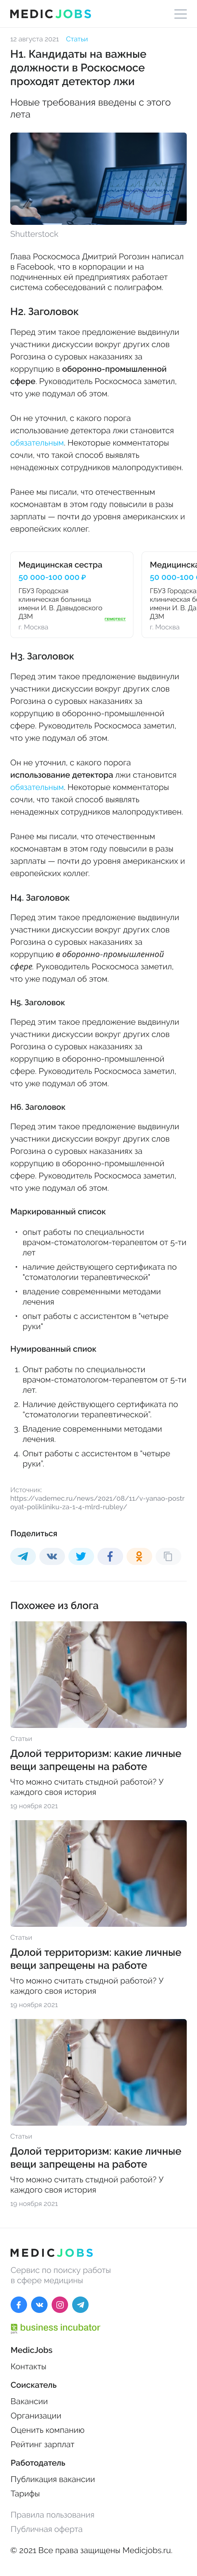 MEDICJOBS
12 августа 2021 Статьи
H1. Кандидаты на важные
должности в Роскосмосе
проходят детектор лжи
Новые требования введены с этого
лета
Shutterstock
Глава Роскосмоса Дмитрий Рогозин написал
в Facebook, что в корпорации и на
подчиненных ей предприятиях работает
система собеседований с полиграфом.
H2. Заголовок
Перед этим такое предложение выдвинули
участники дискуссии вокруг других слов
Рогозина о суровых наказаниях за
коррупцию в оборонно-промышленной
сфере. Руководитель Роскосмоса заметил,
что уже подумал об этом.
Он не уточнил, с какого порога
использование детектора лжи становится
обязательным. Некоторые комментаторы
сочли, что такой способ выявлять
ненадежных сотрудников малопродуктивен.
Ранее мы писали, что отечественным
космонавтам в этом году повысили в разы
зарплаты — почти до уровня американских и
европейских коллег.
Медицинская сестра
50 000-100 000 ₽
ГБУЗ Городская
клиническая больница
имени И. В. Давыдовского
ДЗМ
г. Москва
Медицинска
50 000-100
ГБУЗ Городска
клиническая б
имени И. В. Да
ДЗМ
г. Москва
H3. Заголовок
Перед этим такое предложение выдвинули
участники дискуссии вокруг других слов
Рогозина о суровых наказаниях за
коррупцию в оборонно-промышленной
сфере. Руководитель Роскосмоса заметил,
что уже подумал об этом.
Он не уточнил, с какого порога
использование детектора лжи становится
обязательным. Некоторые комментаторы
сочли, что такой способ выявлять
ненадежных сотрудников малопродуктивен.
Ранее мы писали, что отечественным
космонавтам в этом году повысили в разы
зарплаты — почти до уровня американских и
европейских коллег.
H4. Заголовок
Перед этим такое предложение выдвинули
участники дискуссии вокруг других слов
Рогозина о суровых наказаниях за
коррупцию в оборонно-промышленной
сфере. Руководитель Роскосмоса заметил,
что уже подумал об этом.
H5. Заголовок
Перед этим такое предложение выдвинули
участники дискуссии вокруг других слов
Рогозина о суровых наказаниях за
коррупцию в оборонно-промышленной
сфере. Руководитель Роскосмоса заметил,
что уже подумал об этом.
H6. Заголовок
Перед этим такое предложение выдвинули
участники дискуссии вокруг других слов
Рогозина о суровых наказаниях за
коррупцию в оборонно-промышленной
сфере. Руководитель Роскосмоса заметил,
что уже подумал об этом.
Маркированный список
• опыт работы по специальности
врачом-стоматологом-терапевтом от 5-ти
лет
• наличие действующего сертификата по
"стоматологии терапевтической"
• владение современными методами
лечения
• опыт работы с ассистентом в "четыре
руки"
Нумированный спиок
1. Опыт работы по специальности
врачом-стоматологом-терапевтом от 5-ти
лет.
2. Наличие действующего сертификата по
“стоматологии терапевтической”.
3. Владение современными методами
лечения.
4. Опыт работы с ассистентом в “четыре
руки”.
Источник:
https://vademec.ru/news/2021/08/11/v-yanao-postr
oyat-polikliniku-za-1-4-mlrd-rubley/
Поделиться
Похожее из блога
Статьи
Долой территоризм: какие личные
вещи запрещены на работе
Что можно считать стыдной работой? У
каждого своя история
19 ноября 2021
Статьи
Долой территоризм: какие личные
вещи запрещены на работе
Что можно считать стыдной работой? У
каждого своя история
19 ноября 2021
Статьи
Долой территоризм: какие личные
вещи запрещены на работе
Что можно считать стыдной работой? У
каждого своя история
19 ноября 2021
MEDICJOBS
Сервис по поиску работы
в сфере медицины
business incubator
MedicJobs
Контакты
Соискатель
Вакансии
Организации
Оценить компанию
Рейтинг зарплат
Работодатель
Публикация вакансии
Тарифы
Правила пользования
Публичная оферта
© 2021 Все права защищены Medicjobs.ru.